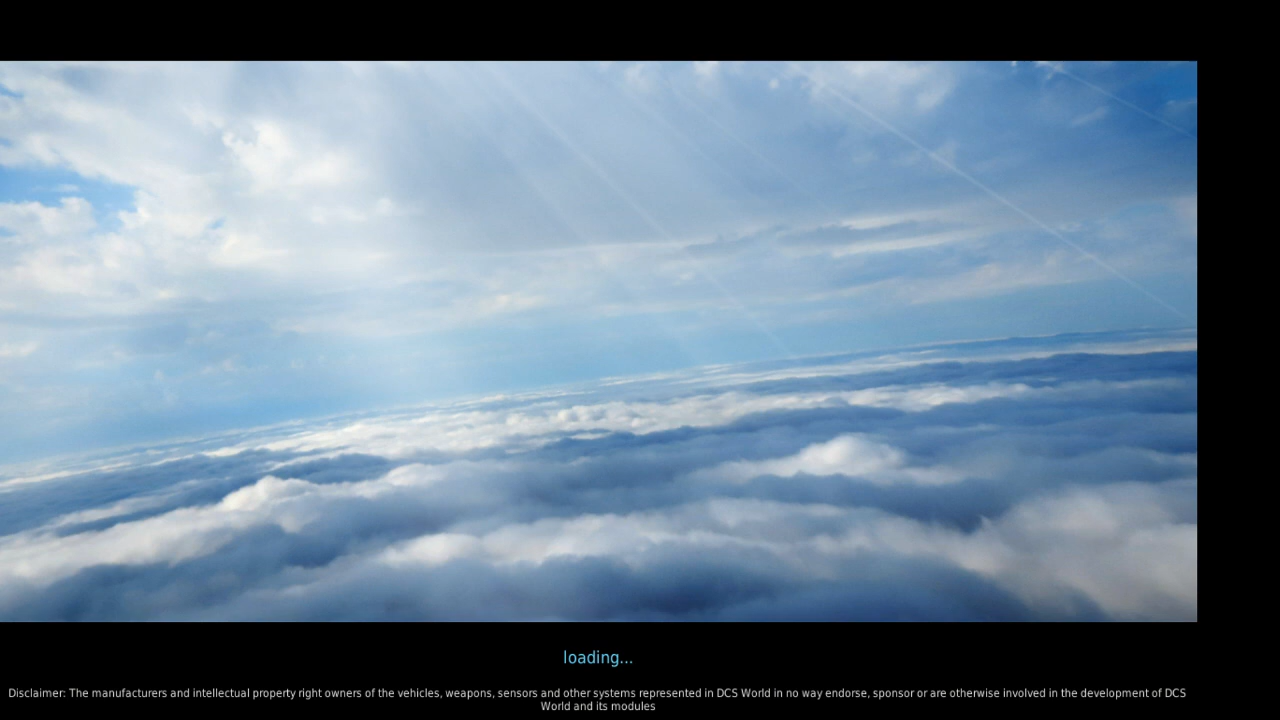 loading...
Disclaimer: The manufacturers and intellectual property right owners of the vehicles, weapons, sensors and other systems represented in DCS World in no way endorse, sponsor or are otherwise involved in the development of DCS
World and its modules